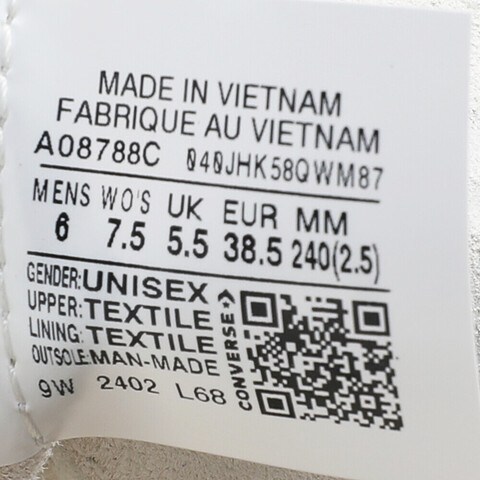 MADE IN VIETNAM
FABRIQUE AU VIETNAM
A08788C 040JHK58QWM87
MENS WO'S UK EUR MM
6 7.5 5.5 38.5 240(2.5)
GENDER:UNISEX
UPPER:TEXTILE
LINING:TEXTILE
OUTSOLE:MAN-MADE
9W 2402 L68
CONVERSE->